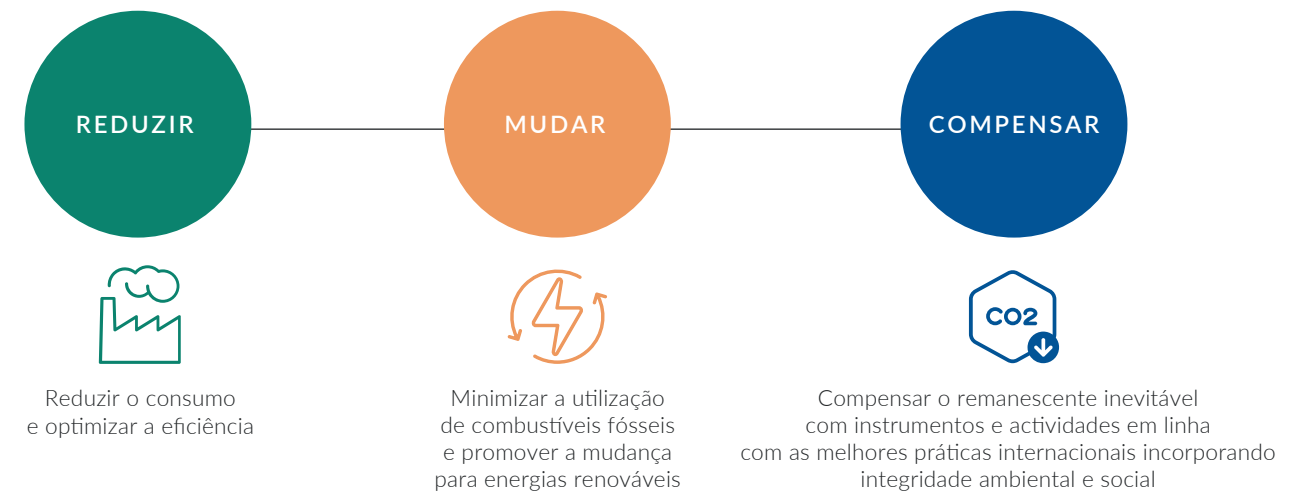 REDUZIR
MUDAR
COMPENSAR
CO2
Reduzir o consumo
e optimizar a eficiência
Minimizar a utilização
de combustíveis fósseis
e promover a mudança
para energias renováveis
Compensar o remanescente inevitável
com instrumentos e actividades em linha
com as melhores práticas internacionais incorporando
integridade ambiental e social